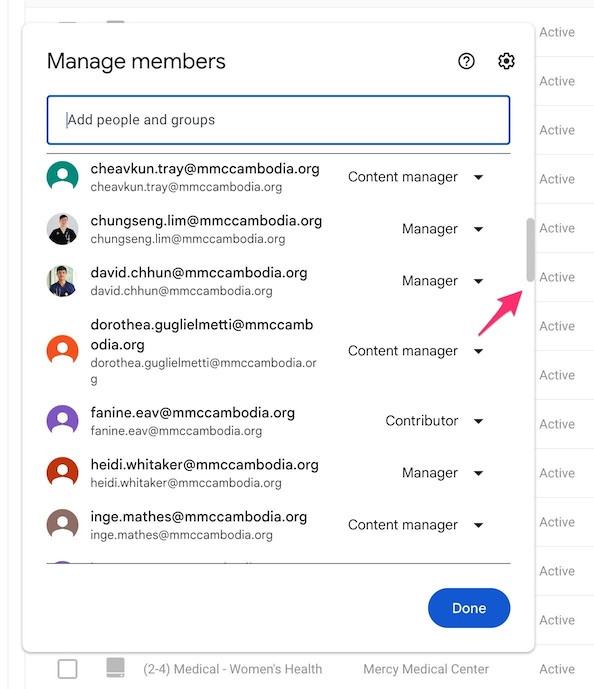 Active
Manage members
Active
Add people and groups
Active
cheavkun.tray@mmccambodia.org
cheavkun.tray@mmccambodia.org
Content manager
Active
chungseng.lim@mmccambodia.org
chungseng.lim@mmccambodia.org
Manager
Active
david.chhun@mmccambodia.org
david.chhun@mmccambodia.org
Manager
Active
dorothea.guglielmetti@mmccamb
odia.org
dorothea.guglielmetti@mmccambodia.or
g
Content manager
Active
Active
fanine.eav@mmccambodia.org
fanine.eav@mmccambodia.org
Contributor
Active
heidi.whitaker@mmccambodia.org
heidi.whitaker@mmccambodia.org
Manager
Active
inge.mathes@mmccambodia.org
inge.mathes@mmccambodia.org
Content manager
Active
Active
Done
Active
(2-4) Medical - Women's Health Mercy Medical Center Active